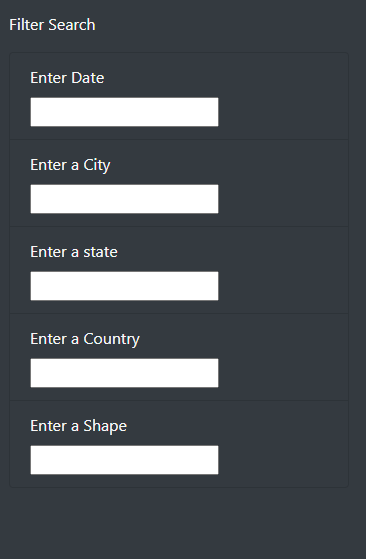 Filter Search
Enter Date
Enter a City
Enter a state
Enter a Country
Enter a Shape